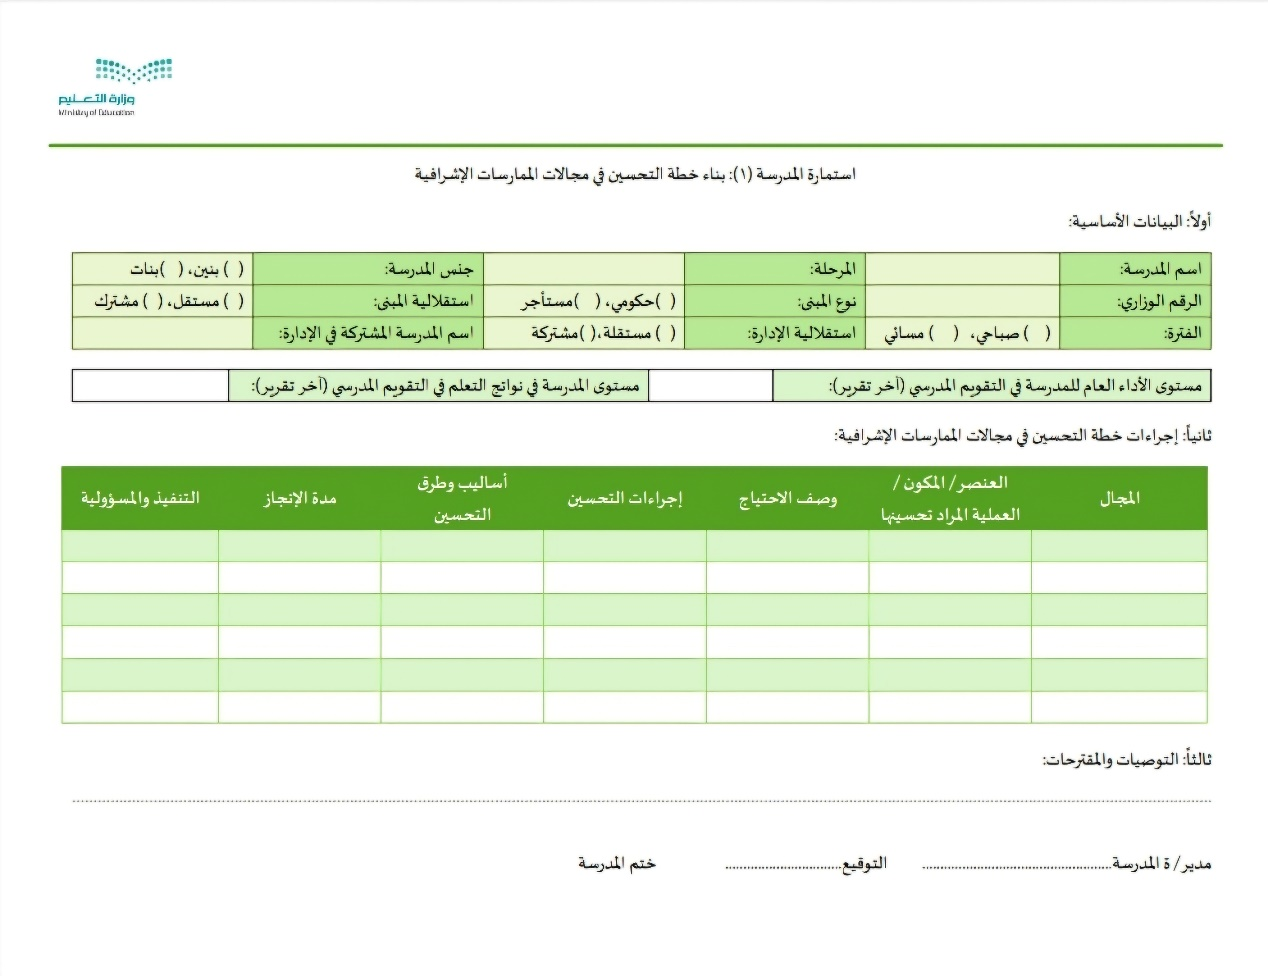 وزارة التعليم
Ministry of Education
استمارة المدرسة (١): بناء خطة التحسين في مجالات الممارسات الإشرافية
أولاً: البيانات الأساسية:
اسم المدرسة: المرحلة: جنس المدرسة: ( ) بنين، ( )بنات
الرقم الوزاري: نوع المبنى: ( )حكومي، ( )مستأجر استقلالية المبنى: ( ) مستقل، ( ) مشترك
الفترة: ( ) صباحي، ( ) مسائي استقلالية الإدارة: ( ) مستقلة، ( )مشتركة اسم المدرسة المشتركة في الإدارة:
مستوى الأداء العام للمدرسة في التقويم المدرسي (آخر تقرير): مستوى المدرسة في نواتج التعلم في التقويم المدرسي (آخر تقرير):
ثانياً: إجراءات خطة التحسين في مجالات الممارسات الإشرافية:
المجال
العنصر/ المكون /
العملية المراد تحسينها
وصف الاحتياج
إجراءات التحسين
أساليب وطرق
التحسين
مدة الإنجاز
التنفيذ والمسؤولية
ثالثاً: التوصيات والمقترحات:
مدير/ ة المدرسة............................................... التوقيع............................. ختم المدرسة